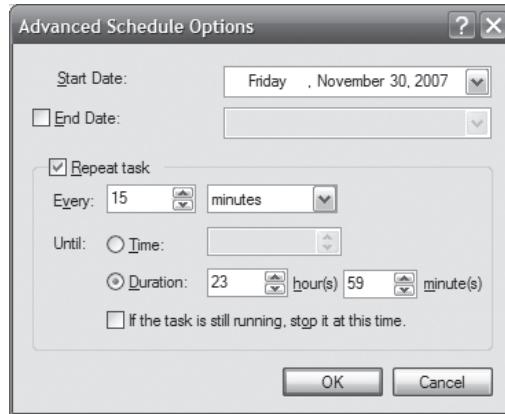 Advanced Schedule Options
Start Date: Friday , November 30, 2007
End Date:
Repeat task
Every: 15 minutes
Until: Time:
Duration: 23 hour(s) 59 minute(s)
If the task is still running, stop it at this time.
OK Cancel